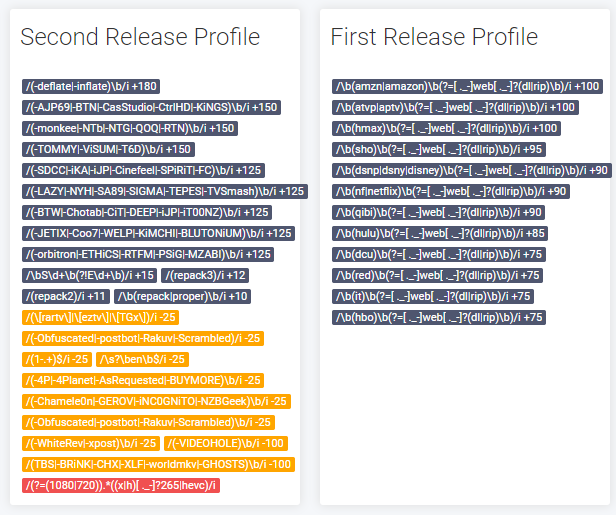 Second Release Profile
/(-deflate|-inflate)\b/i +180
/(-AJP69|-BTN|-CasStudio|-CtrlHD|-KiNGS)\b/i +150
/(-monkee|-NTb|-NTG|-QOQ|-RTN)\b/i +150
/(-TOMMY|-ViSUM|-T6D)\b/i +150
/(-SDCC|-iKA|-iJP|-Cinefeel|-SPiRiT|-FC)\b/i +125
/(-LAZY|-NYH|-SA89|-SIGMA|-TEPES|-TVSmash)\b/i +125
/(-BTW|-Chotab|-CiT|-DEEP|-iJP|-iT00NZ)\b/i +125
/(-JETIX|-Coo7|-WELP|-KiMCHI|-BLUTONiUM)\b/i +125
/(-orbitron|-ETHiCS|-RTFM|-PSiG|-MZABI)\b/i +125
/\bS\d+\b(?!E\d+\b)/i +15 /(repack3)/i +12
/(repack2)/i +11 /\b(repack|proper)\b/i +10
/(\[rartv\]|\[eztv\]|\[TGx\])/i -25
/(-Obfuscated|-postbot|-Rakuv|-Scrambled)/i -25
/(1-.+)$/i -25 /\s?\ben\b$/i -25
/(-4P|-4Planet|-AsRequested|-BUYMORE)\b/i -25
/(-Chamele0n|-GEROV|-iNC0GNiTO|-NZBGeek)\b/i -25
/(-Obfuscated|-postbot|-Rakuv|-Scrambled)\b/i -25
/(-WhiteRev|-xpost)\b/i -25 /(-VIDEOHOLE)\b/i -100
/(TBS|-BRiNK|-CHX|-XLF|-worldmkv|-GHOSTS)\b/i -100
/(?=(1080|720)).*((x|h)[ ._-]?265|hevc)/i
First Release Profile
/\b(amzn|amazon)\b(?=[ ._-]web[ ._-]?(dl|rip)\b)/i +100
/\b(atvp|aptv)\b(?=[ ._-]web[ ._-]?(dl|rip)\b)/i +100
/\b(hmax)\b(?=[ ._-]web[ ._-]?(dl|rip)\b)/i +100
/\b(sho)\b(?=[ ._-]web[ ._-]?(dl|rip)\b)/i +95
/\b(dsnp|dsny|disney)\b(?=[ ._-]web[ ._-]?(dl|rip)\b)/i +90
/\b(nf|netflix)\b(?=[ ._-]web[ ._-]?(dl|rip)\b)/i +90
/\b(qibi)\b(?=[ ._-]web[ ._-]?(dl|rip)\b)/i +90
/\b(hulu)\b(?=[ ._-]web[ ._-]?(dl|rip)\b)/i +85
/\b(dcu)\b(?=[ ._-]web[ ._-]?(dl|rip)\b)/i +75
/\b(red)\b(?=[ ._-]web[ ._-]?(dl|rip)\b)/i +75
/\b(it)\b(?=[ ._-]web[ ._-]?(dl|rip)\b)/i +75
/\b(hbo)\b(?=[ ._-]web[ ._-]?(dl|rip)\b)/i +75